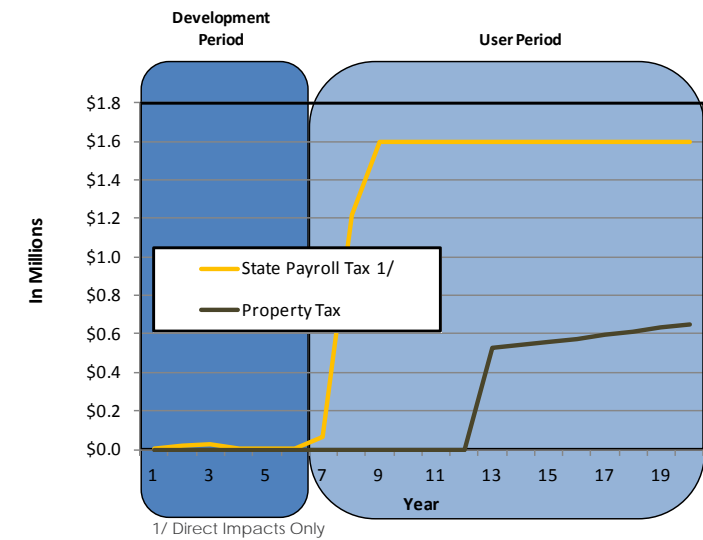 Development
Period
User Period
$1.8
$1.6
$1.4
$1.2
$1.0
$0.8
$0.6
$0.4
$0.2
$0.0
In Millions
State Payroll Tax 1/
Property Tax
1 3 5 7 9 11 13 15 17 19
Year
1/ Direct Impacts Only